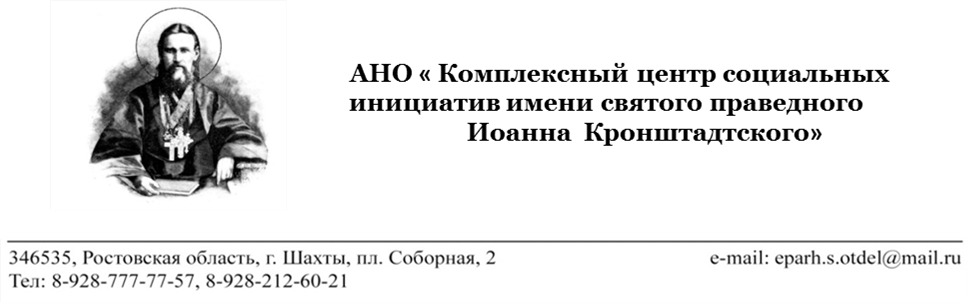 АНО « Комплексный центр социальных
инициатив имени святого праведного
Иоанна Кронштадтского»
346535, Ростовская область, г. Шахты, пл. Соборная, 2
e-mail: eparh.s.otdel@mail.ru
Тел: 8-928-777-77-57, 8-928-212-60-21